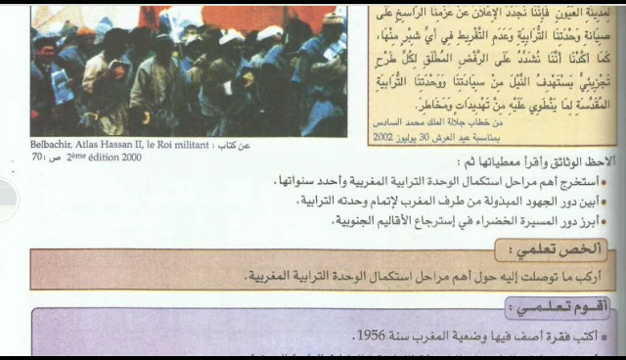 لمدينة العيون فإننا نجدد الإعلان عن عزمنا الراسخ على
صيانة وحدتنا الترابية وعدم التفريط في أي شبر منها،
كما أكدنا أننا نشدد على الرفض المطلق لكل طرح
تجزيئي يستهدف النيل من سيادتنا ووحدتنا الترابية
المقدسة لما ينطوي عليه من تهديدات ومخاطر.
من خطاب جلالة الملك محمد السادس
بمناسبة عيد العرش 30 يوليوز 2002
عن كتاب : Belbachir, Atlas Hassan II, le Roi militant
2ème édition 2000 ص :70
ألاحظ الوثائق وأقرأ معطياتها ثم :
• أستخرج أهم مراحل استكمال الوحدة الترابية المغربية وأحدد سنواتها.
• أبين دور الجهود المبذولة من طرف المغرب لإتمام وحدته الترابية.
• أبرز دور المسيرة الخضراء في إسترجاع الأقاليم الجنوبية.
ألخص تعلمي :
أركب ما توصلت إليه حول أهم مراحل استكمال الوحدة الترابية المغربية.
أقوم تعلمي :
• أكتب فقرة أصف فيها وضعية المغرب سنة 1956.